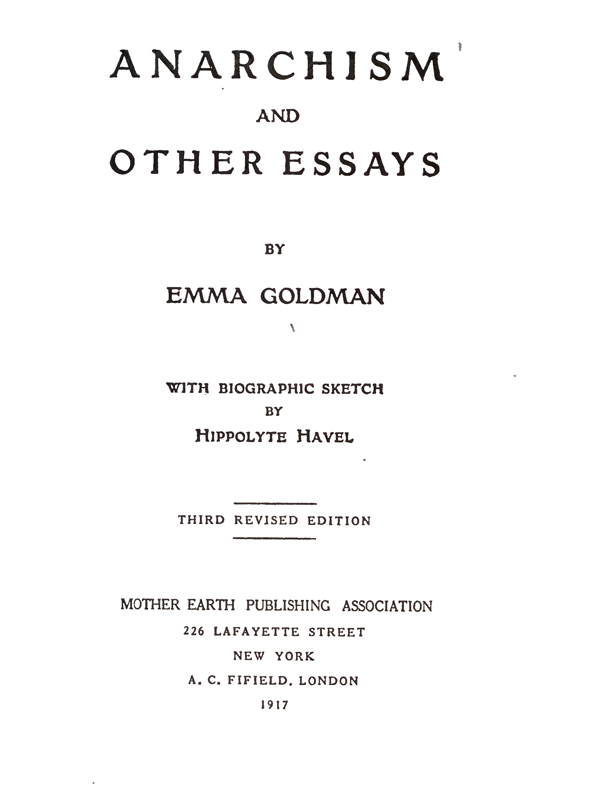 ANARCHISM
AND
OTHER ESSAYS
BY
EMMA GOLDMAN
WITH BIOGRAPHIC SKETCH
BY
HIPPOLYTE HAVEL
THIRD REVISED EDITION
MOTHER EARTH PUBLISHING ASSOCIATION
226 LAFAYETTE STREET
NEW YORK
A. C. FIFIELD, LONDON
1917